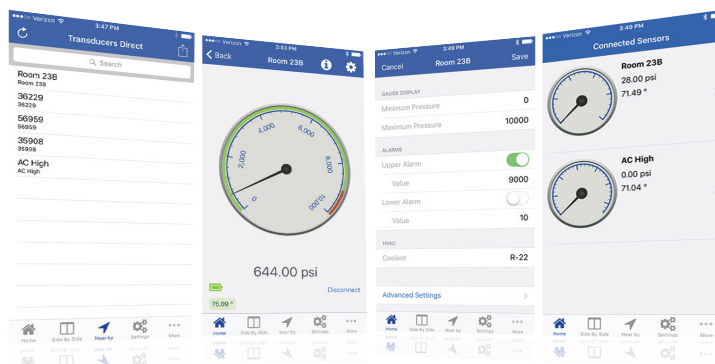 ●●●○○ Verizon 3:47 PM
Transducers Direct
Search
Room 23B
Room 23B
36229
36229
56959
56959
35908
35908
AC High
AC High
Home Side By Side Near by Settings More
●●●○○ Verizon 3:53 PM
Back Room 23B
0 2,000 4,000 6,000 8,000 10,000
644.00 psi
Disconnect
75.09 °
Home Side By Side Near by Settings More
●●●○○ Verizon 3:49 PM
Cancel Room 23B Save
GAUGE DISPLAY
Minimum Pressure 0
Maximum Pressure 10000
ALARMS
Upper Alarm
Value 9000
Lower Alarm
Value 10
HVAC
Coolant R-22
Advanced Settings
Home Side By Side Near by Settings More
●●●○○ Verizon 3:49 PM
Connected Sensors
Room 23B
28.00 psi
71.49 °
AC High
0.00 psi
71.04 °
Home Side By Side Near by Settings More